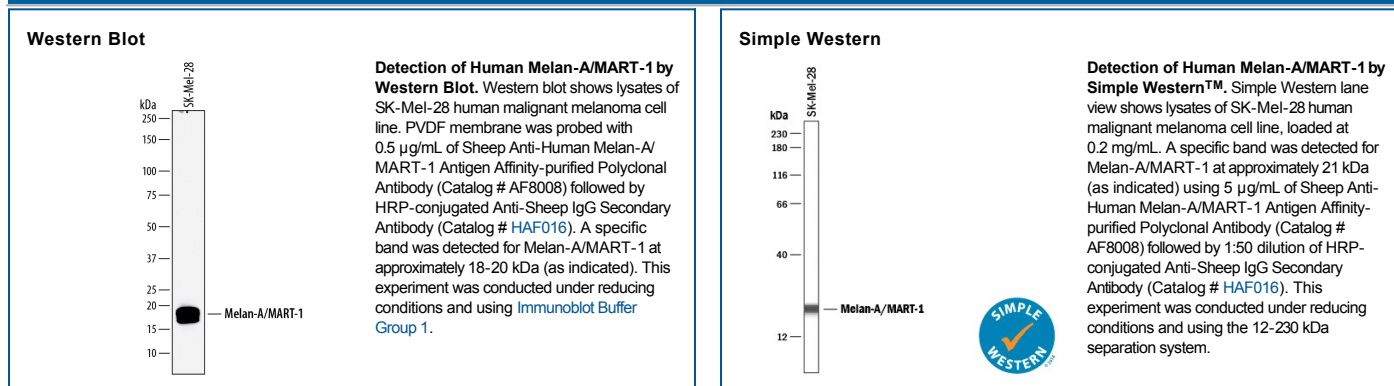 Western Blot
SK-Mel-28
kDa
250
150
100
75
50
37
25
20
15
10
Melan-A/MART-1
Detection of Human Melan-A/MART-1 by
Western Blot. Western blot shows lysates of
SK-Mel-28 human malignant melanoma cell
line. PVDF membrane was probed with
0.5 µg/mL of Sheep Anti-Human Melan-A/
MART-1 Antigen Affinity-purified Polyclonal
Antibody (Catalog # AF8008) followed by
HRP-conjugated Anti-Sheep IgG Secondary
Antibody (Catalog # HAF016). A specific
band was detected for Melan-A/MART-1 at
approximately 18-20 kDa (as indicated). This
experiment was conducted under reducing
conditions and using Immunoblot Buffer
Group 1.
Simple Western
SK-Mel-28
kDa
230
180
116
66
40
12
Melan-A/MART-1
SIMPLE
WESTERN
Detection of Human Melan-A/MART-1 by
Simple Western™. Simple Western lane
view shows lysates of SK-Mel-28 human
malignant melanoma cell line, loaded at
0.2 mg/mL. A specific band was detected for
Melan-A/MART-1 at approximately 21 kDa
(as indicated) using 5 µg/mL of Sheep Anti-
Human Melan-A/MART-1 Antigen Affinity-
purified Polyclonal Antibody (Catalog #
AF8008) followed by 1:50 dilution of HRP-
conjugated Anti-Sheep IgG Secondary
Antibody (Catalog # HAF016). This
experiment was conducted under reducing
conditions and using the 12-230 kDa
separation system.